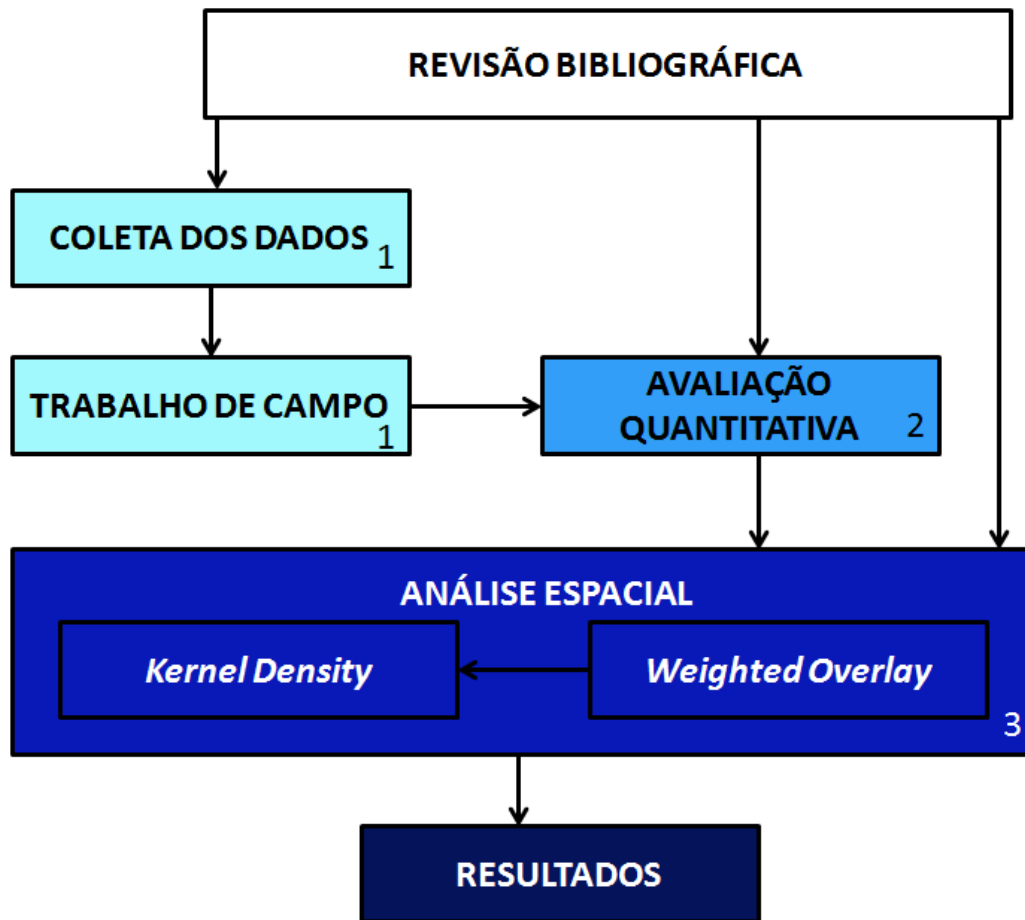 REVISÃO BIBLIOGRÁFICA
COLETA DOS DADOS
1
TRABALHO DE CAMPO
1
AVALIAÇÃO
QUANTITATIVA
2
ANÁLISE ESPACIAL
Kernel Density
Weighted Overlay
3
RESULTADOS